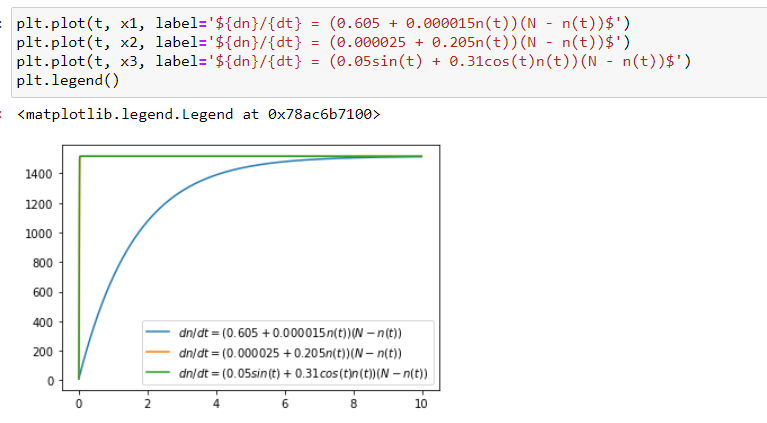 plt.plot(t, x1, label='${dn}/{dt} = (0.605 + 0.000015n(t))(N - n(t))$')
plt.plot(t, x2, label='${dn}/{dt} = (0.000025 + 0.205n(t))(N - n(t))$')
plt.plot(t, x3, label='${dn}/{dt} = (0.05sin(t) + 0.31cos(t)n(t))(N - n(t))$')
plt.legend()
<matplotlib.legend.Legend at 0x78ac6b7100>
1400
1200
1000
800
600
400
200
0
dn/dt = (0.605 + 0.000015n(t))(N − n(t))
dn/dt = (0.000025 + 0.205n(t))(N − n(t))
dn/dt = (0.05sin(t) + 0.31cos(t)n(t))(N − n(t))
0 2 4 6 8 10